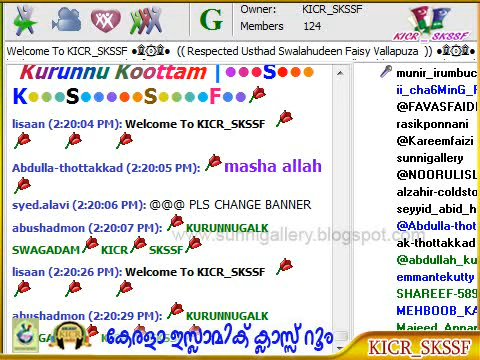 G Owner: KICR_SKSSF
Members 124
KICR_SKSSF
Welcome To KICR_SKSSF ●۩۞۩● (( Respected Usthad Swalahudeen Faisy Vallapuza )) ●۩۞۩●
Kurunnu Koottam |●●●S●●●
K●●●S●●●●●S●●●●F●●
lisaan (2:20:04 PM): Welcome To KICR_SKSSF
Abdulla-thottakkad (2:20:05 PM): masha allah
syed.alavi (2:20:06 PM): @@@ PLS CHANGE BANNER
abushadmon (2:20:07 PM): KURUNNUGALK
SWAGADAM KICR SKSSF
lisaan (2:20:26 PM): Welcome To KICR_SKSSF
abushadmon (2:20:29 PM): KURUNNUGALK
munir_irumbuc
ii_cha6MinG_F
@FAVASFAIDI
rasikponnani
@Kareemfaizi
sunnigallery
@NOORULISL
alzahir-coldsto
seyyid_abid_h
@Abdulla-thot
ak-thottakkad
@abdullah_ku
emmantekutty
SHAREEF-589
MEHBOOB_KA
Majeed_Appar
www.sunnigallery.blogspot.com
കേരളാ ഇസ്ലാമിക് ക്ലാസ്സ് റൂം
KICR_SKSSF